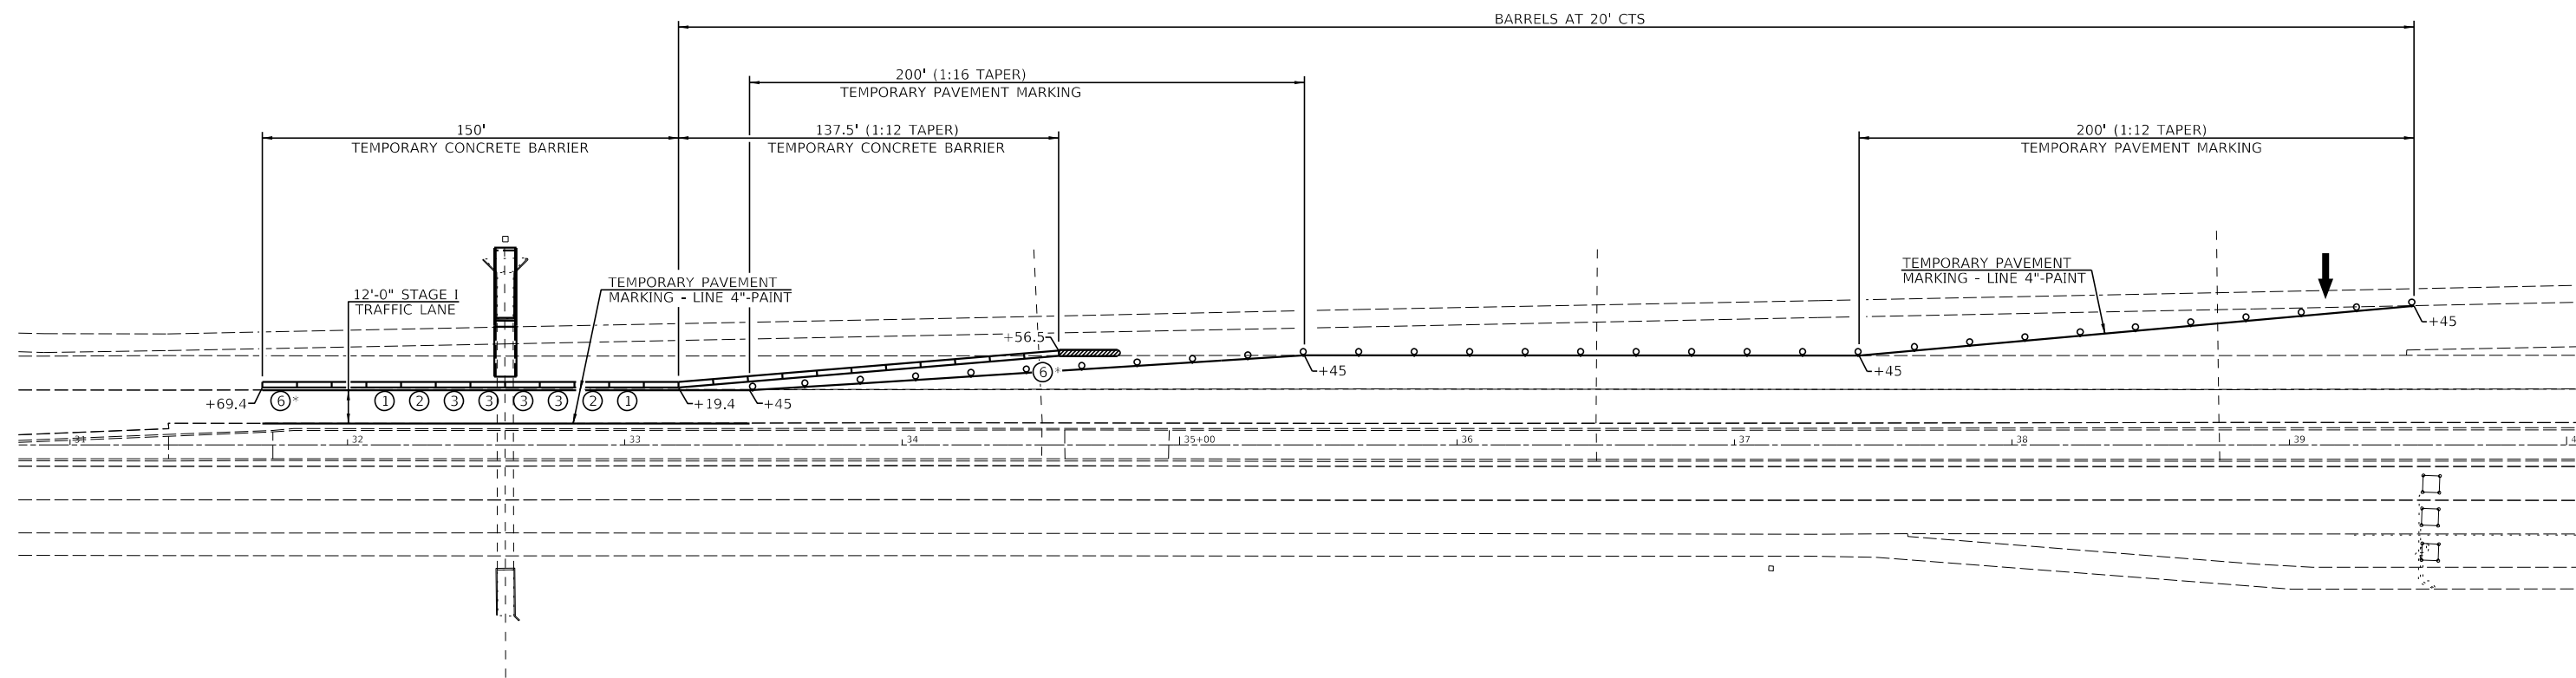 BARRELS AT 20' CTS
200' (1:16 TAPER)
TEMPORARY PAVEMENT MARKING
150'
TEMPORARY CONCRETE BARRIER
137.5' (1:12 TAPER)
TEMPORARY CONCRETE BARRIER
200' (1:12 TAPER)
TEMPORARY PAVEMENT MARKING
12'-0" STAGE I
TRAFFIC LANE
TEMPORARY PAVEMENT
MARKING - LINE 4"-PAINT
TEMPORARY PAVEMENT
MARKING - LINE 4"-PAINT
+56.5
+45
+45
+45
6*
+69.4
6*
1
2
3
3
3
3
2
1
+19.4
+45
31
32
33
34
35+00
36
37
38
39
4